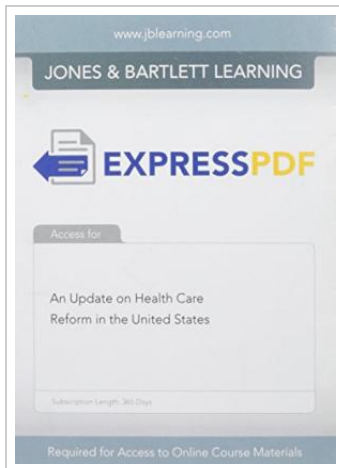 www.jblearning.com
JONES & BARTLETT LEARNING
EXPRESSPDF
Access for
An Update on Health Care
Reform in the United States
Subscription Length: 365 Days
Required for Access to Online Course Materials